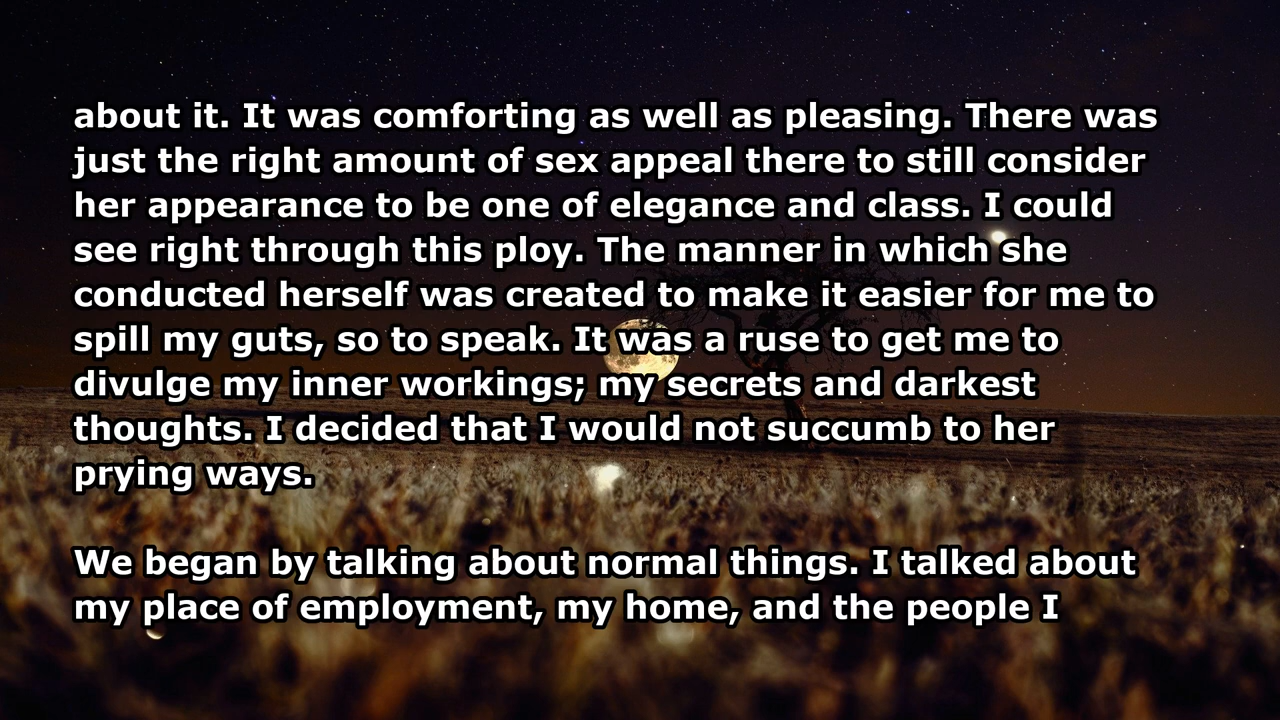 about it. It was comforting as well as pleasing. There was
just the right amount of sex appeal there to still consider
her appearance to be one of elegance and class. I could
see right through this ploy. The manner in which she
conducted herself was created to make it easier for me to
spill my guts, so to speak. It was a ruse to get me to
divulge my inner workings; my secrets and darkest
thoughts. I decided that I would not succumb to her
prying ways.
We began by talking about normal things. I talked about
my place of employment, my home, and the people I